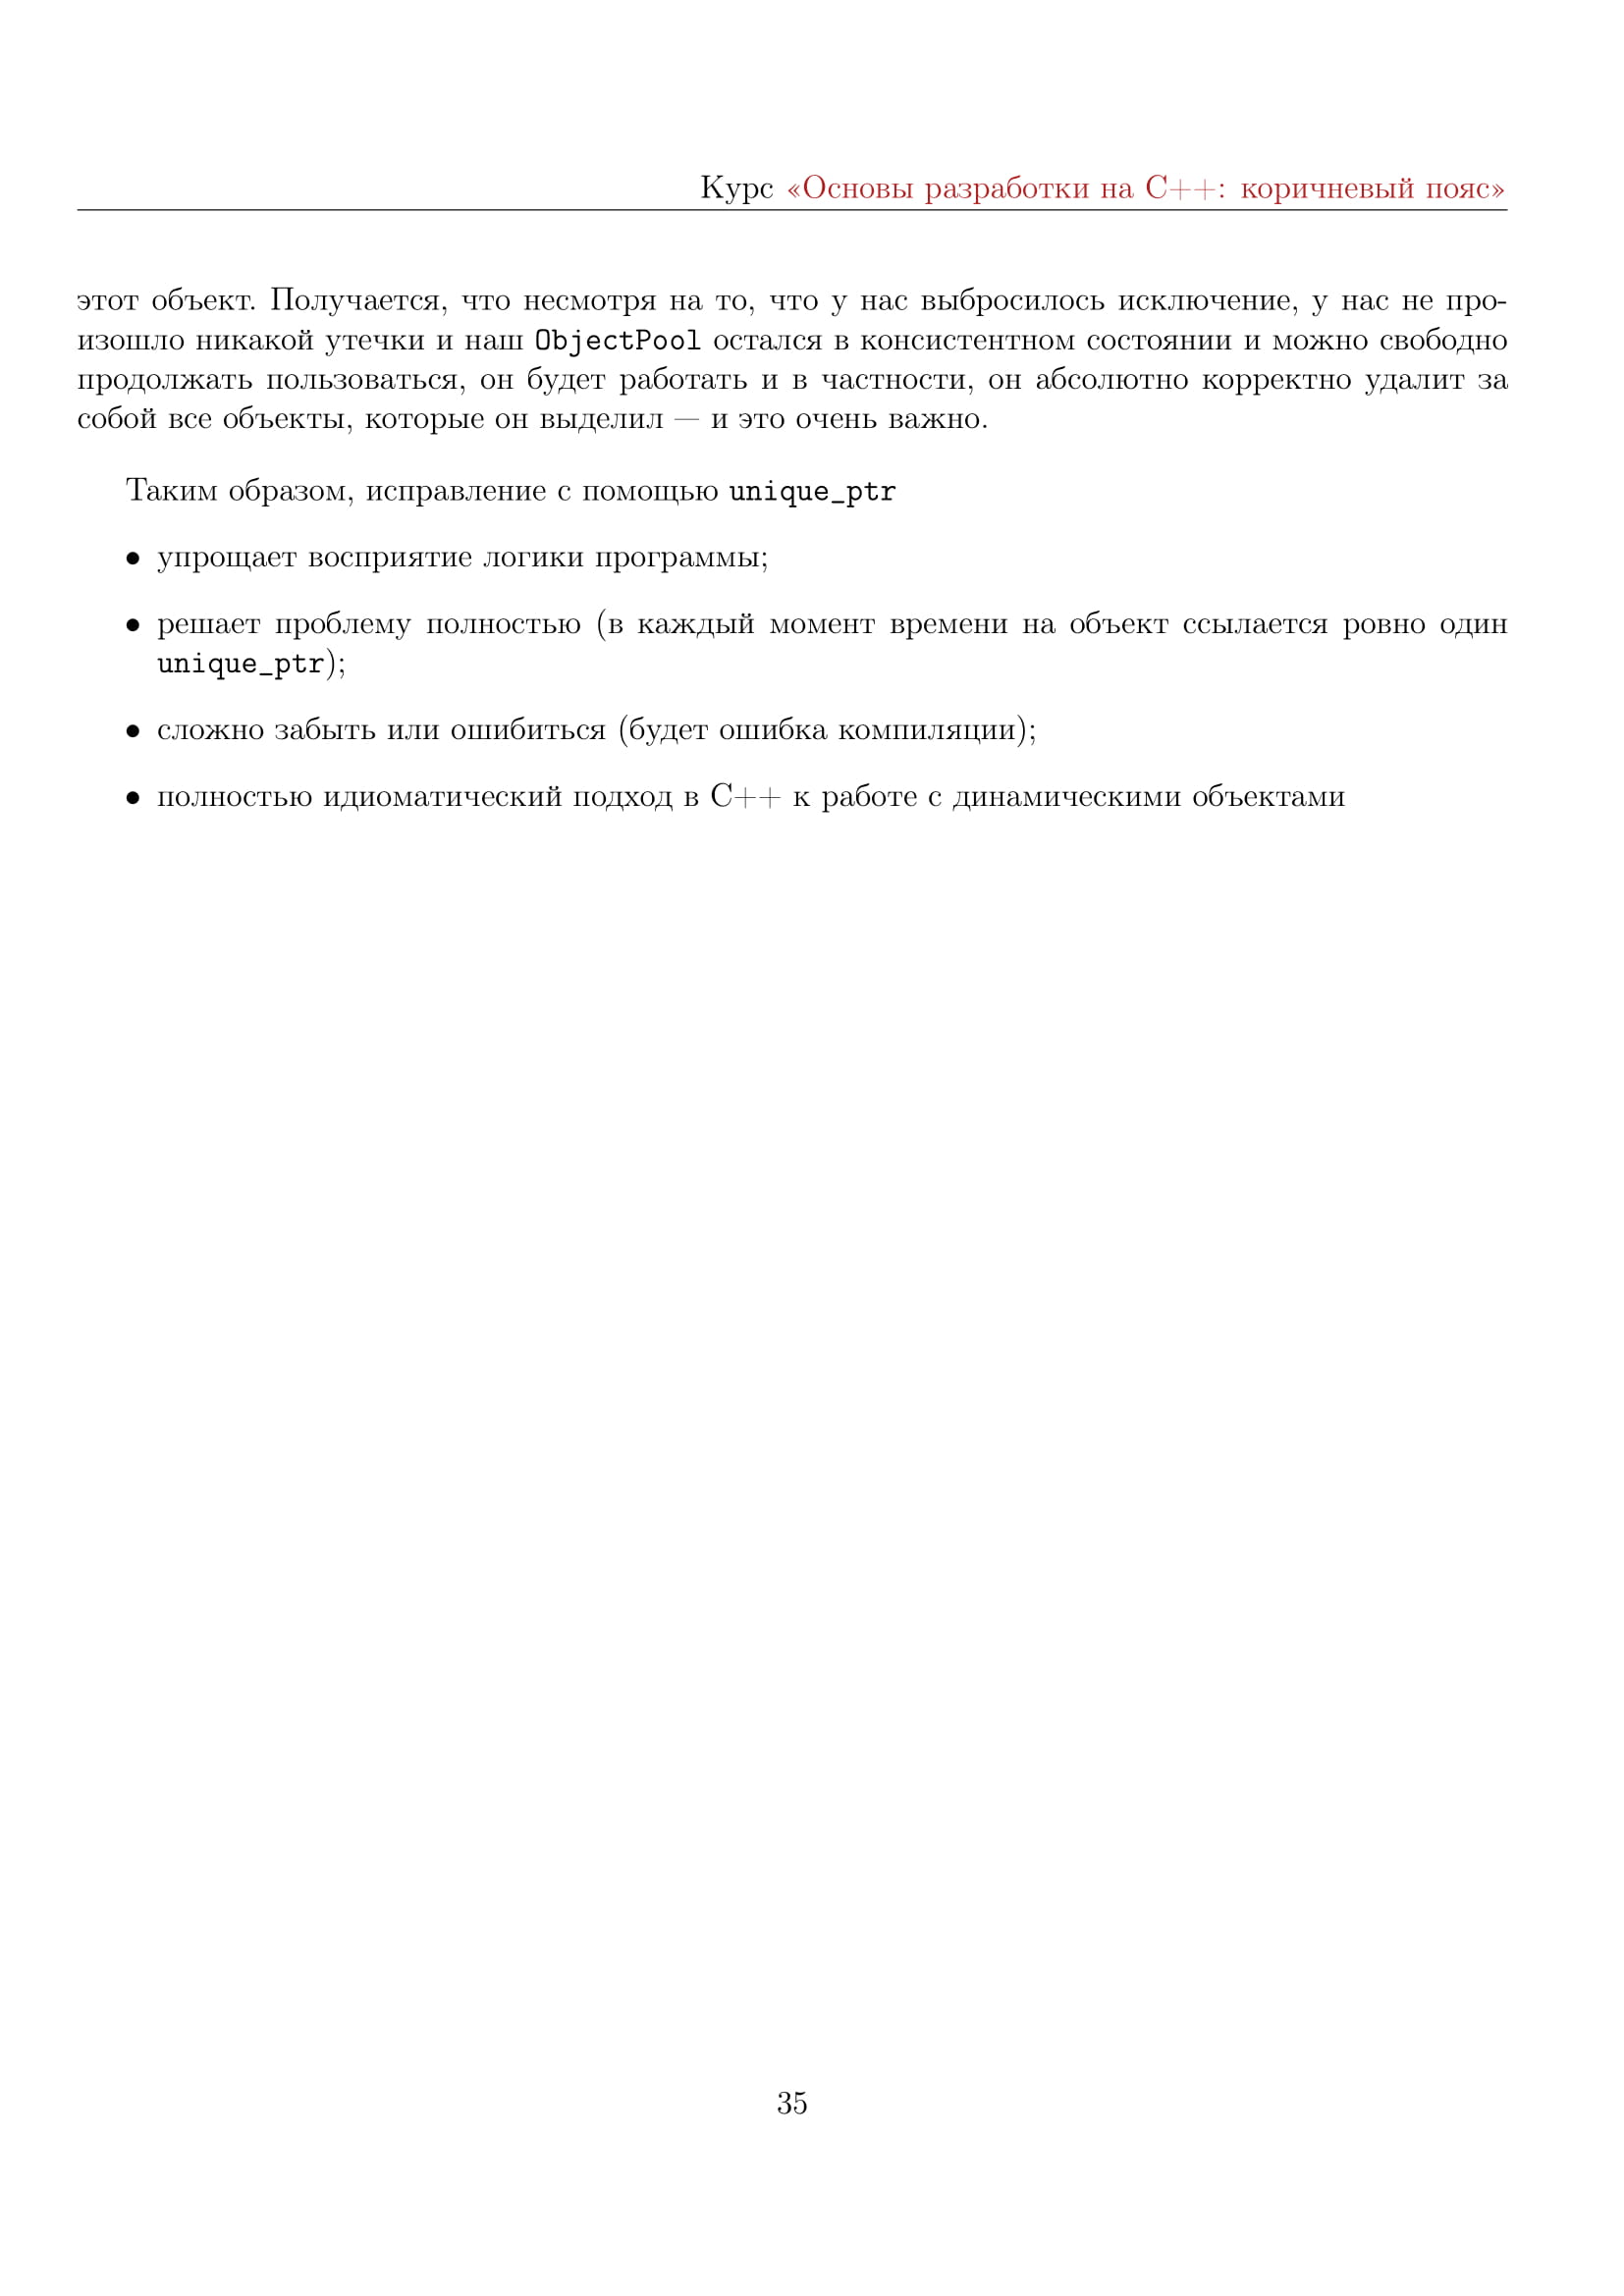 Курс «Основы разработки на C++: коричневый пояс»
этот объект. Получается, что несмотря на то, что у нас выбросилось исключение, у нас не про-
изошло никакой утечки и наш ObjectPool остался в консистентном состоянии и можно свободно
продолжать пользоваться, он будет работать и в частности, он абсолютно корректно удалит за
собой все объекты, которые он выделил — и это очень важно.
Таким образом, исправление с помощью unique_ptr
• упрощает восприятие логики программы;
• решает проблему полностью (в каждый момент времени на объект ссылается ровно один
unique_ptr);
• сложно забыть или ошибиться (будет ошибка компиляции);
• полностью идиоматический подход в C++ к работе с динамическими объектами
35